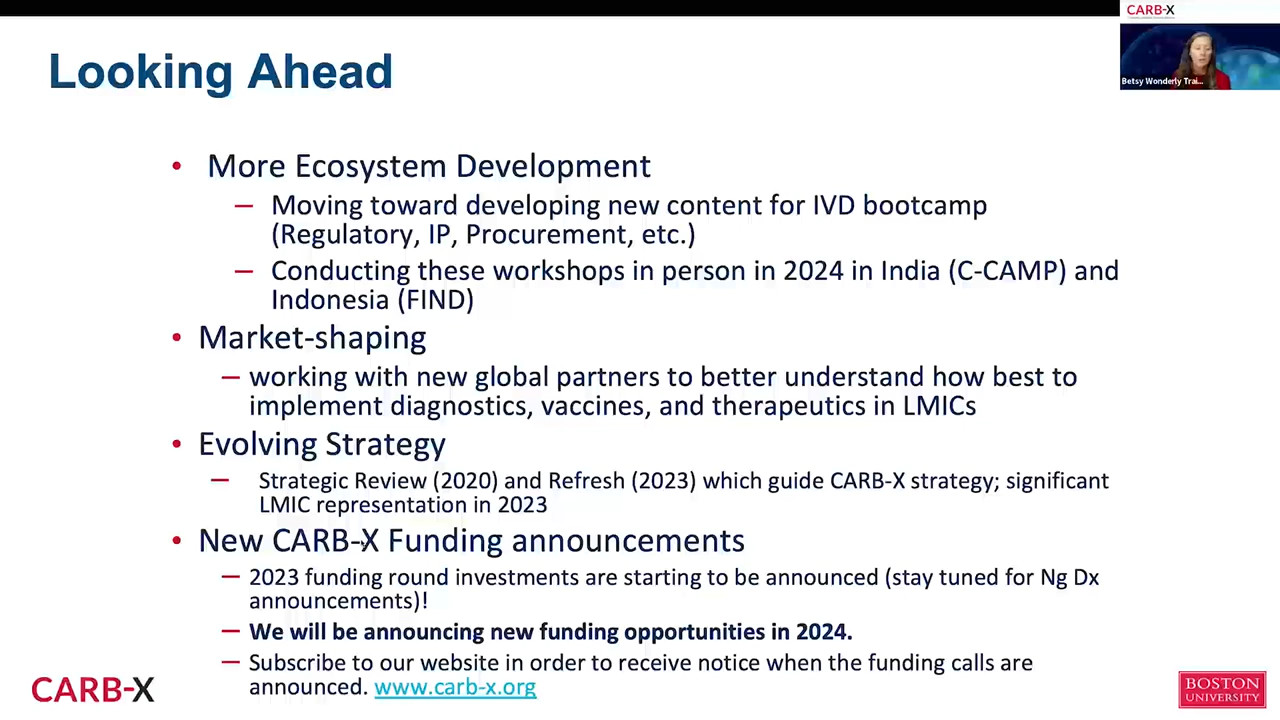 CARB-X
Betsy Wonderly Trai...
Looking Ahead
• More Ecosystem Development
– Moving toward developing new content for IVD bootcamp
(Regulatory, IP, Procurement, etc.)
– Conducting these workshops in person in 2024 in India (C-CAMP) and
Indonesia (FIND)
• Market-shaping
– working with new global partners to better understand how best to
implement diagnostics, vaccines, and therapeutics in LMICs
• Evolving Strategy
– Strategic Review (2020) and Refresh (2023) which guide CARB-X strategy; significant
LMIC representation in 2023
• New CARB-X Funding announcements
– 2023 funding round investments are starting to be announced (stay tuned for Ng Dx
announcements)!
– We will be announcing new funding opportunities in 2024.
– Subscribe to our website in order to receive notice when the funding calls are
announced. www.carb-x.org
CARB-X
BOSTON
UNIVERSITY